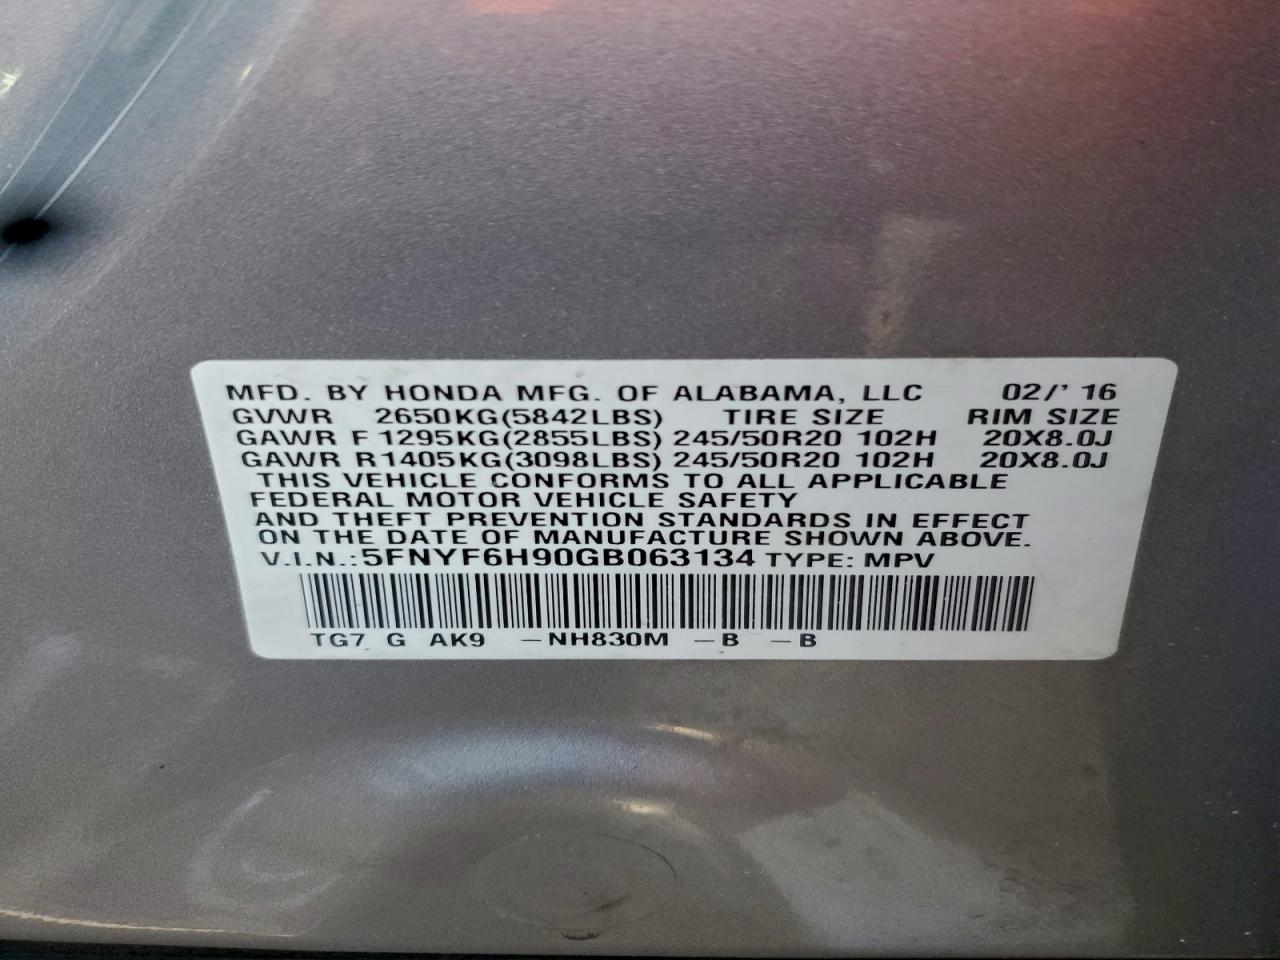 MFD. BY HONDA MFG. OF ALABAMA, LLC 02/' 16
GVWR 2650KG(5842LBS) TIRE SIZE RIM SIZE
GAWR F 1295KG(2855LBS) 245/50R20 102H 20X8.0J
GAWR R1405KG(3098LBS) 245/50R20 102H 20X8.0J
THIS VEHICLE CONFORMS TO ALL APPLICABLE
FEDERAL MOTOR VEHICLE SAFETY
AND THEFT PREVENTION STANDARDS IN EFFECT
ON THE DATE OF MANUFACTURE SHOWN ABOVE.
V.I.N.: 5FNYF6H90GB063134 TYPE: MPV
TG7 G AK9 -NH830M -B -B